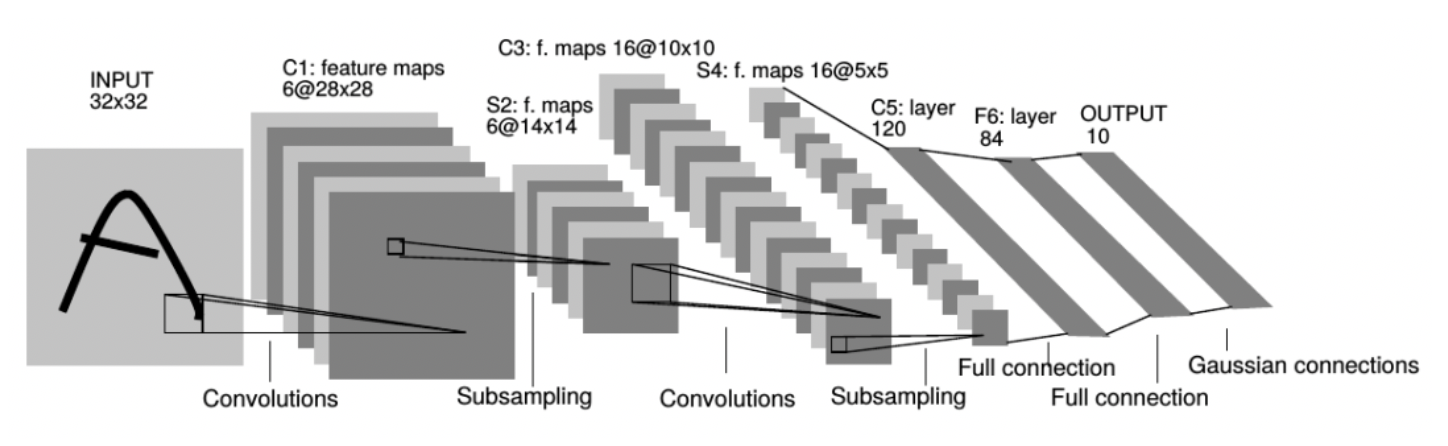 INPUT
32x32
C1: feature maps
6@28x28
S2: f. maps
6@14x14
C3: f. maps 16@10x10
S4: f. maps 16@5x5
C5: layer
120
F6: layer
84
OUTPUT
10
Convolutions
Subsampling
Convolutions
Subsampling
Full connection
Full connection
Gaussian connections